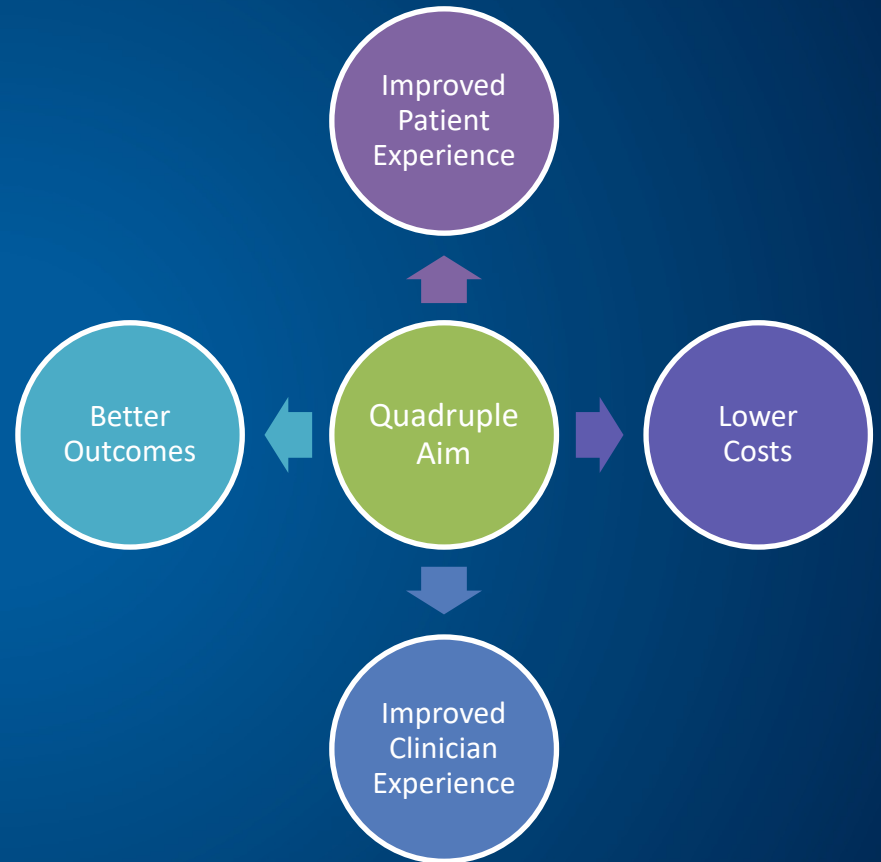 Improved
Patient
Experience
Better
Outcomes
Quadruple
Aim
Lower
Costs
Improved
Clinician
Experience